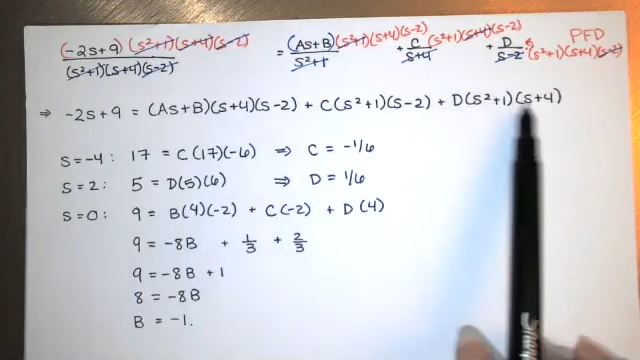 PFD
(-2s+9) (s²+1)(s+4)(s-2) / (s²+1)(s+4)(s-2) = (As+B)(s²+1)(s+4)(s-2) / s²+1 + C (s²+1)(s+4)(s-2) / s+4 + D (s²+1)(s+4)(s-2) / s-2
⇒ -2s+9 = (As+B)(s+4)(s-2) + C(s²+1)(s-2) + D(s²+1)(s+4)
s=-4: 17 = C(17)(-6) ⇒ C = -1/6
s=2: 5 = D(5)(6) ⇒ D = 1/6
s=0: 9 = B(4)(-2) + C(-2) + D(4)
9 = -8B + 1/3 + 2/3
9 = -8B + 1
8 = -8B
B = -1.